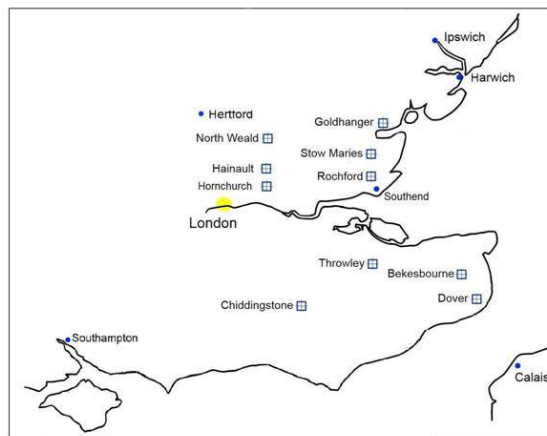 Ipswich
Harwich
Hertford
Goldhanger
North Weald
Stow Maries
Hainault
Rochford
Hornchurch
Southend
London
Throwley
Bekesbourne
Dover
Chiddingstone
Southampton
Calais